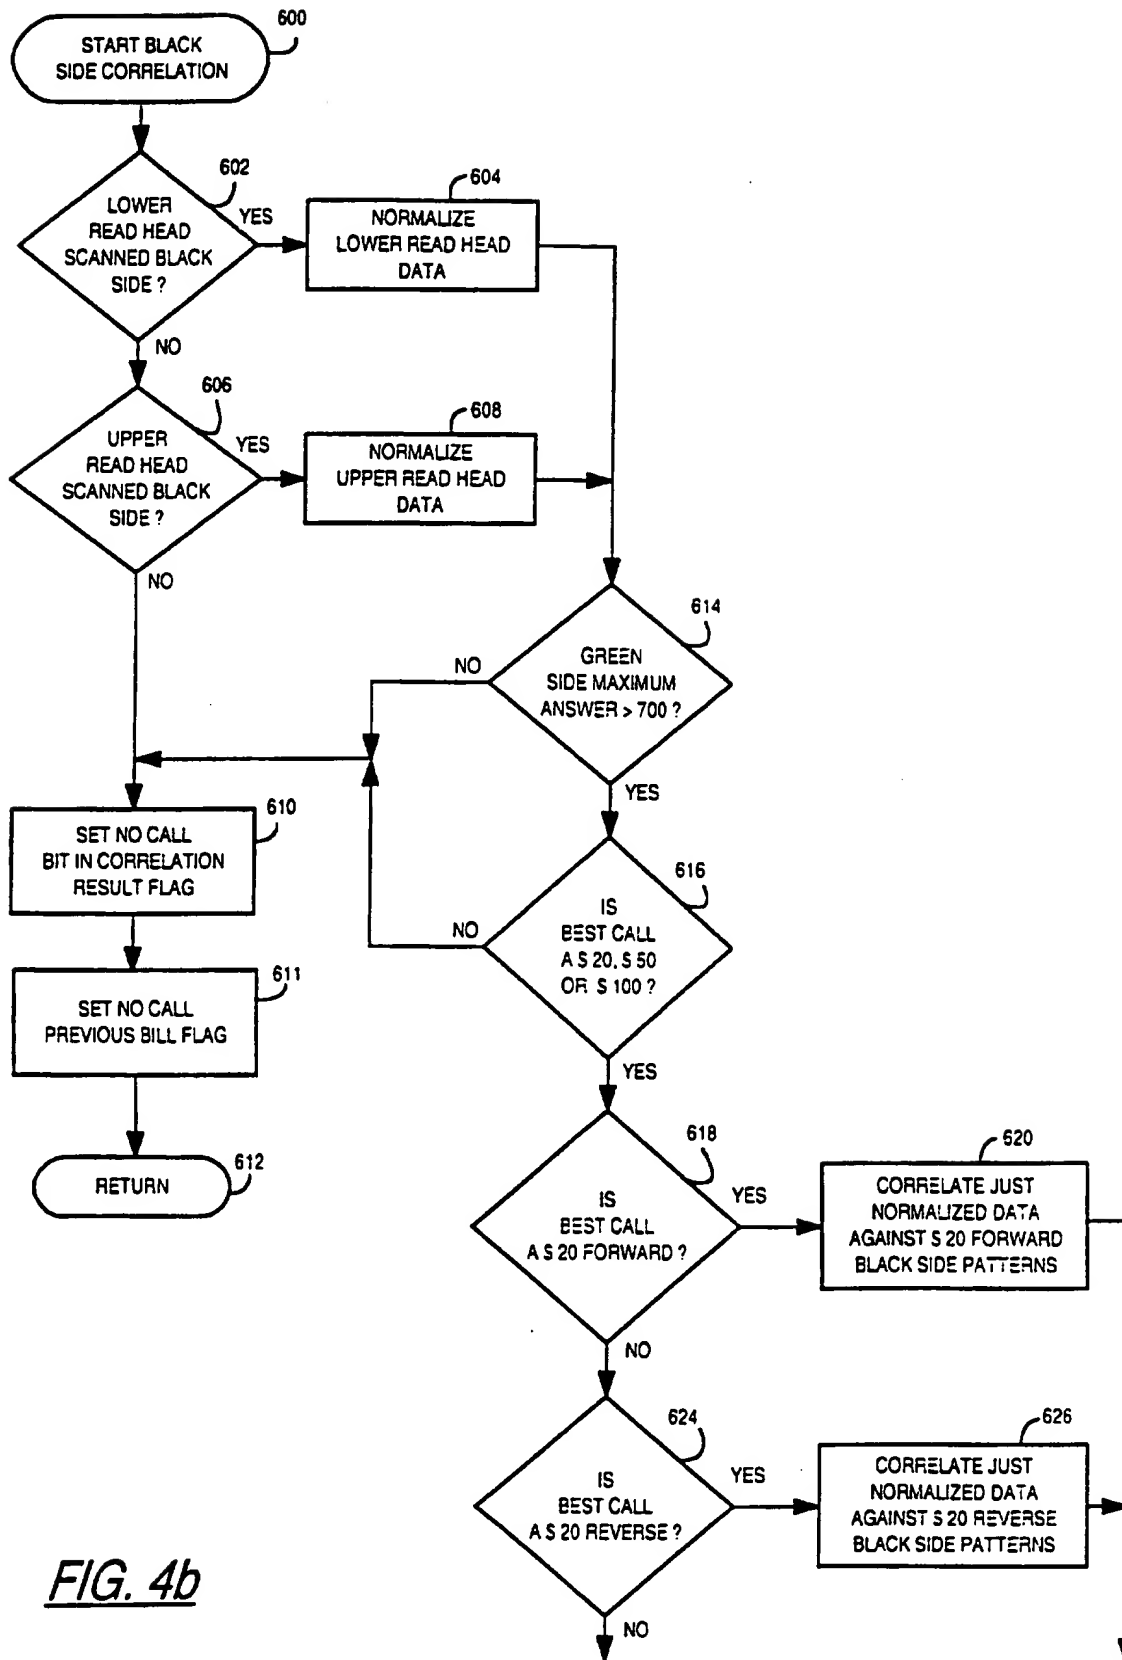 600
START BLACK
SIDE CORRELATION
602
LOWER
READ HEAD
SCANNED BLACK
SIDE ?
YES
NO
604
NORMALIZE
LOWER READ HEAD
DATA
606
UPPER
READ HEAD
SCANNED BLACK
SIDE ?
YES
NO
608
NORMALIZE
UPPER READ HEAD
DATA
614
GREEN
SIDE MAXIMUM
ANSWER > 700 ?
NO
YES
610
SET NO CALL
BIT IN CORRELATION
RESULT FLAG
616
IS
BEST CALL
A $ 20, $ 50
OR $ 100 ?
NO
YES
611
SET NO CALL
PREVIOUS BILL FLAG
612
RETURN
618
IS
BEST CALL
A $ 20 FORWARD ?
YES
NO
620
CORRELATE JUST
NORMALIZED DATA
AGAINST $ 20 FORWARD
BLACK SIDE PATTERNS
624
IS
BEST CALL
A $ 20 REVERSE ?
YES
NO
626
CORRELATE JUST
NORMALIZED DATA
AGAINST $ 20 REVERSE
BLACK SIDE PATTERNS
FIG. 4b